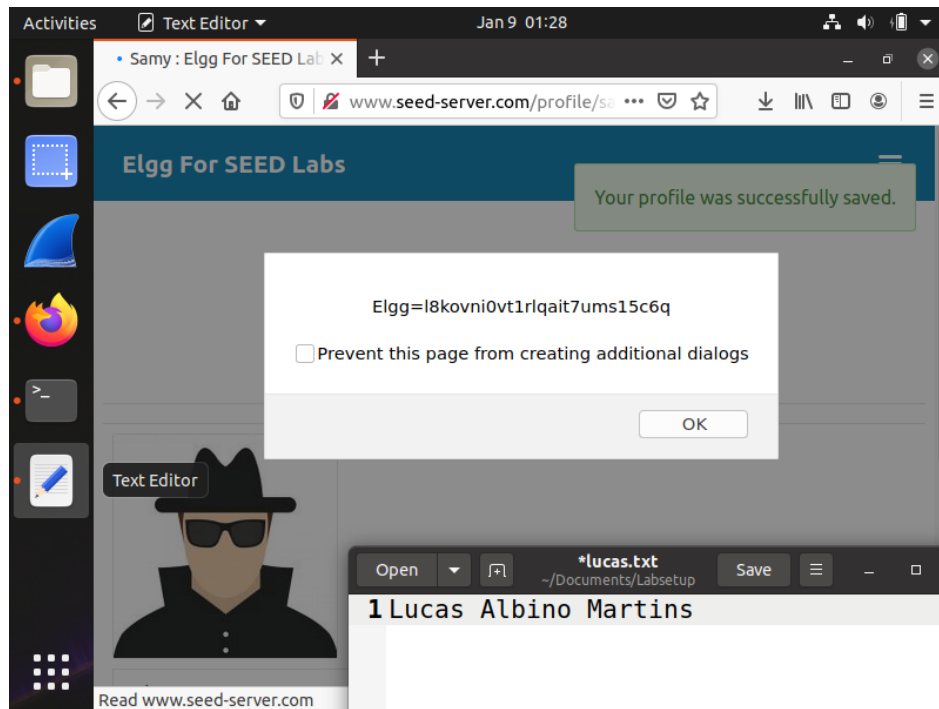 Activities
Text Editor
Jan 9 01:28
• Samy : Elgg For SEED Lab
www.seed-server.com/profile/sa
Elgg For SEED Labs
Your profile was successfully saved.
Elgg=l8kovni0vt1rlqait7ums15c6q
Prevent this page from creating additional dialogs
OK
Text Editor
Open
*lucas.txt
~/Documents/Labsetup
Save
1 Lucas Albino Martins
Read www.seed-server.com